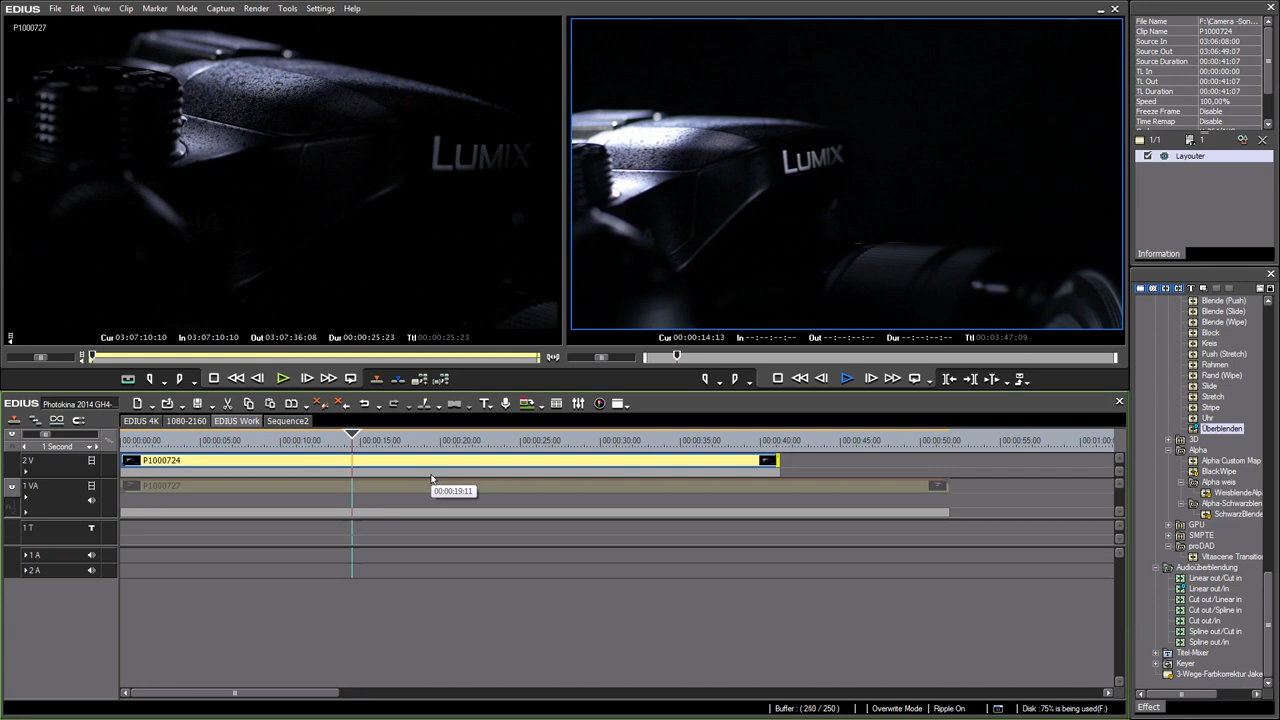 EDIUS File Edit View Clip Marker Mode Capture Render Tools Settings Help
P1000727
LUMIX
LUMIX
Cur 03:07:10:10 In 03:07:10:10 Out 03:07:36:08 Dur 00:00:25:23 Ttl 00:00:25:23
Cur 00:00:14:13 In --:--:--:-- Out --:--:--:-- Dur --:--:--:-- Ttl 00:03:47:09
File Name F:\Camera -Son...
Clip Name P1000724
Source In 03:06:08:00
Source Out 03:06:49:07
Source Duration 00:00:41:07
TL In 00:00:00:00
TL Out 00:00:41:07
TL Duration 00:00:41:07
Speed 100,00%
Freeze Frame Disable
Time Remap Disable
1/1 1
Layouter
Information
EDIUS Photokina 2014 GH4-
EDIUS 4K 1080-2160 EDIUS Work Sequence2
1 Second
00:00:00:00 00:00:05:00 00:00:10:00 00:00:15:00 00:00:20:00 00:00:25:00 00:00:30:00 00:00:35:00 00:00:40:00 00:00:45:00 00:00:50:00 00:00:55:00 00:01:00
2 V P1000724
1 VA P1000727
00:00:19:11
1 T T
1 A
2 A
Blende (Push)
Blende (Slide)
Blende (Wipe)
Block
Kreis
Push (Stretch)
Rahmen
Rand (Wipe)
Slide
Stretch
Stripe
Uhr
Überblenden
3D
Alpha
Alpha Custom Map
BlackWipe
Alpha weis
WeisblendeAlp
Alpha-Schwarzblen
SchwarzBlende
GPU
SMPTE
proDAD
Vitascene Transitio
Audioüberblendung
Linear out/Cut in
Linear out/in
Cut out/Linear in
Cut out/Spline in
Cut out/in
Spline out/Cut in
Spline out/in
Titel-Mixer
Keyer
3-Wege-Farbkorrektur Jake
Effect
Buffer : ( 260 / 250 ) Overwrite Mode Ripple On Disk :75% is being used(F:)